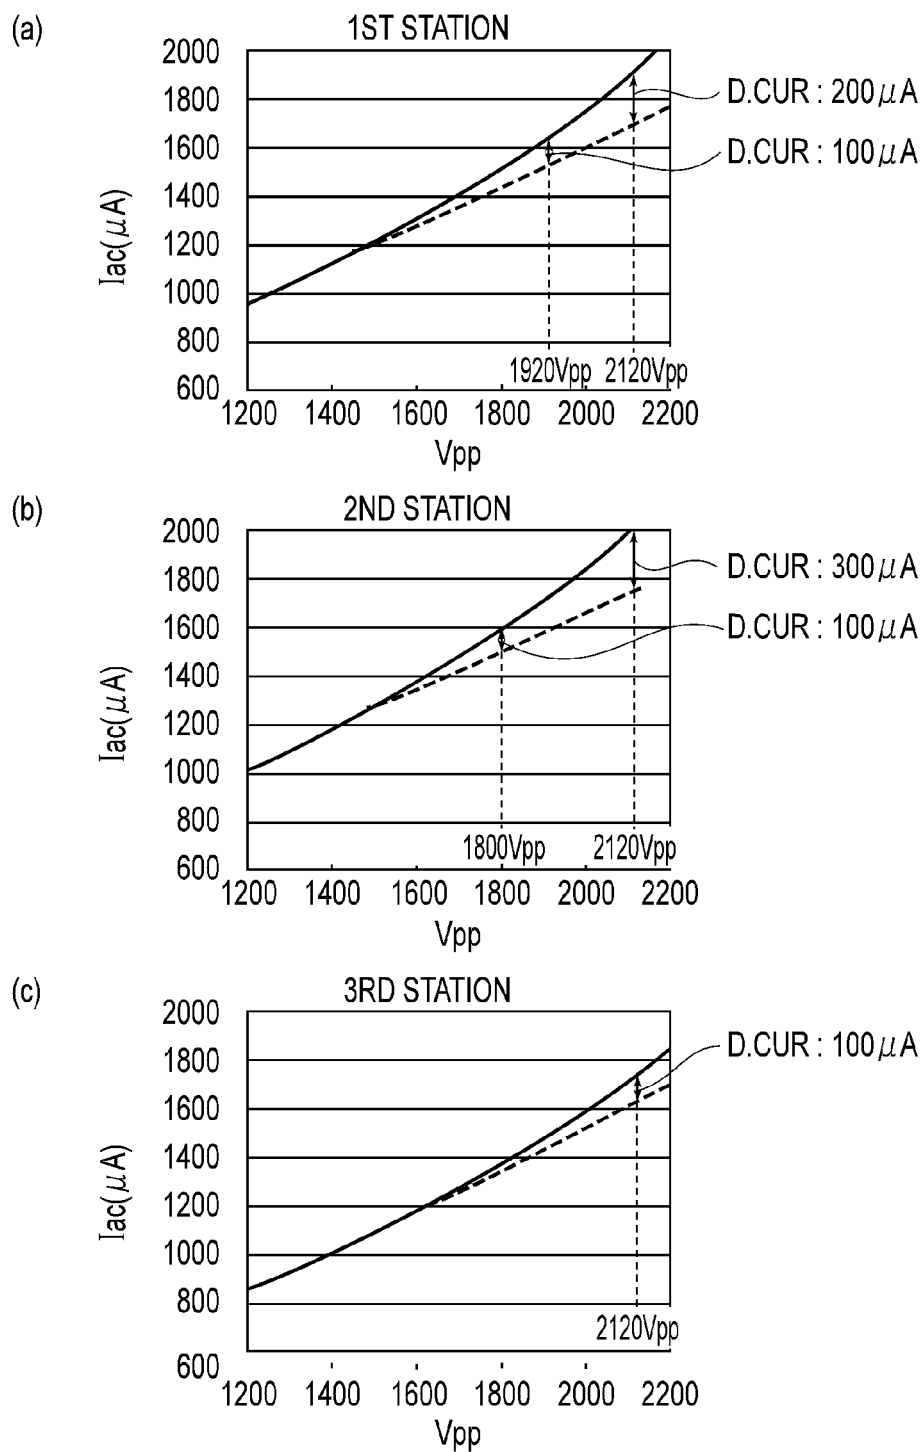 (a)
1ST STATION
2000
1800
1600
1400
1200
1000
800
600
Iac(μA)
D.CUR : 200μA
D.CUR : 100μA
1920Vpp
2120Vpp
1200 1400 1600 1800 2000 2200
Vpp
(b)
2ND STATION
2000
1800
1600
1400
1200
1000
800
600
Iac(μA)
D.CUR : 300μA
D.CUR : 100μA
1800Vpp
2120Vpp
1200 1400 1600 1800 2000 2200
Vpp
(c)
3RD STATION
2000
1800
1600
1400
1200
1000
800
600
Iac(μA)
D.CUR : 100μA
2120Vpp
1200 1400 1600 1800 2000 2200
Vpp